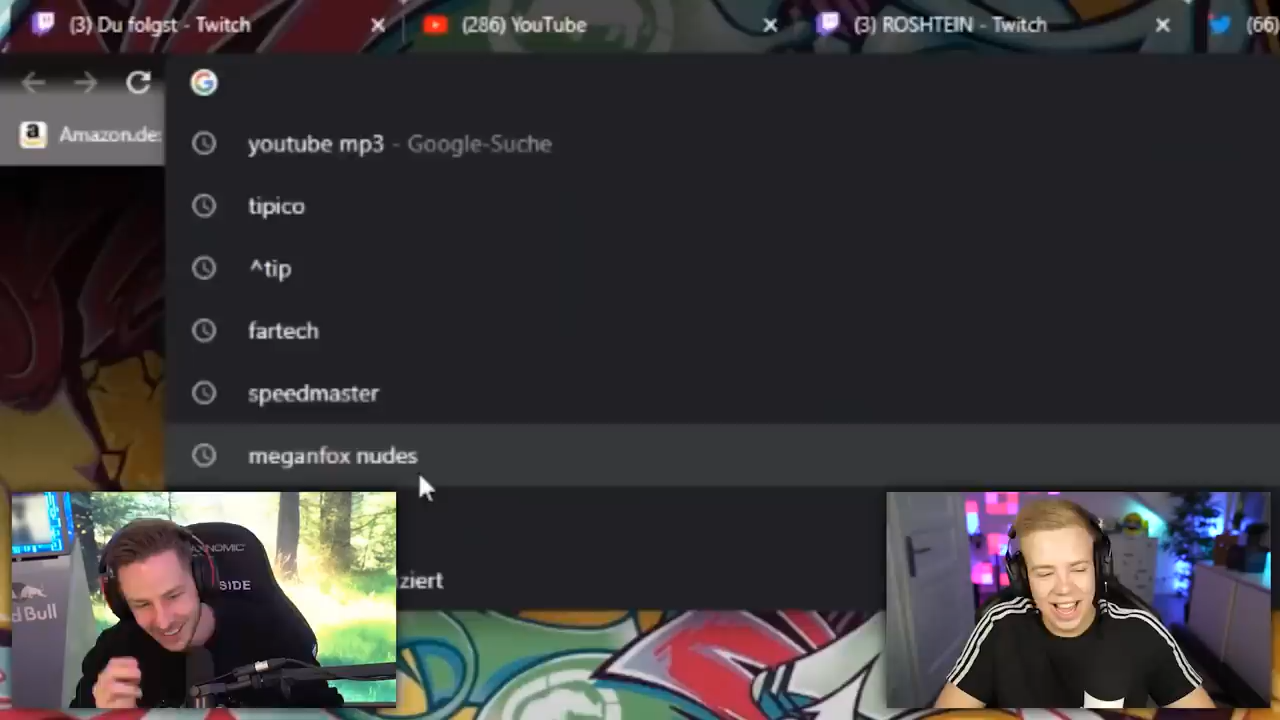 (3) Du folgst - Twitch
(286) YouTube
(3) ROSHTEIN - Twitch
(66)
a Amazon.de:
youtube mp3 - Google-Suche
tipico
^tip
fartech
speedmaster
meganfox nudes
ziert
NOMIC
SIDE
d Bull